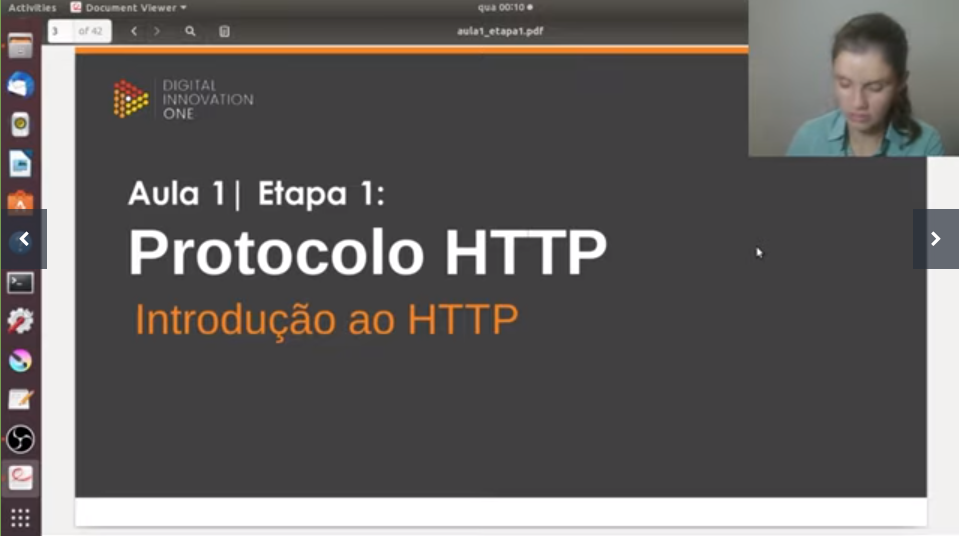 Activities Document Viewer qua 00:10
3 of 42 aula1_etapa1.pdf
DIGITAL
INNOVATION
ONE
Aula 1| Etapa 1:
Protocolo HTTP
Introdução ao HTTP